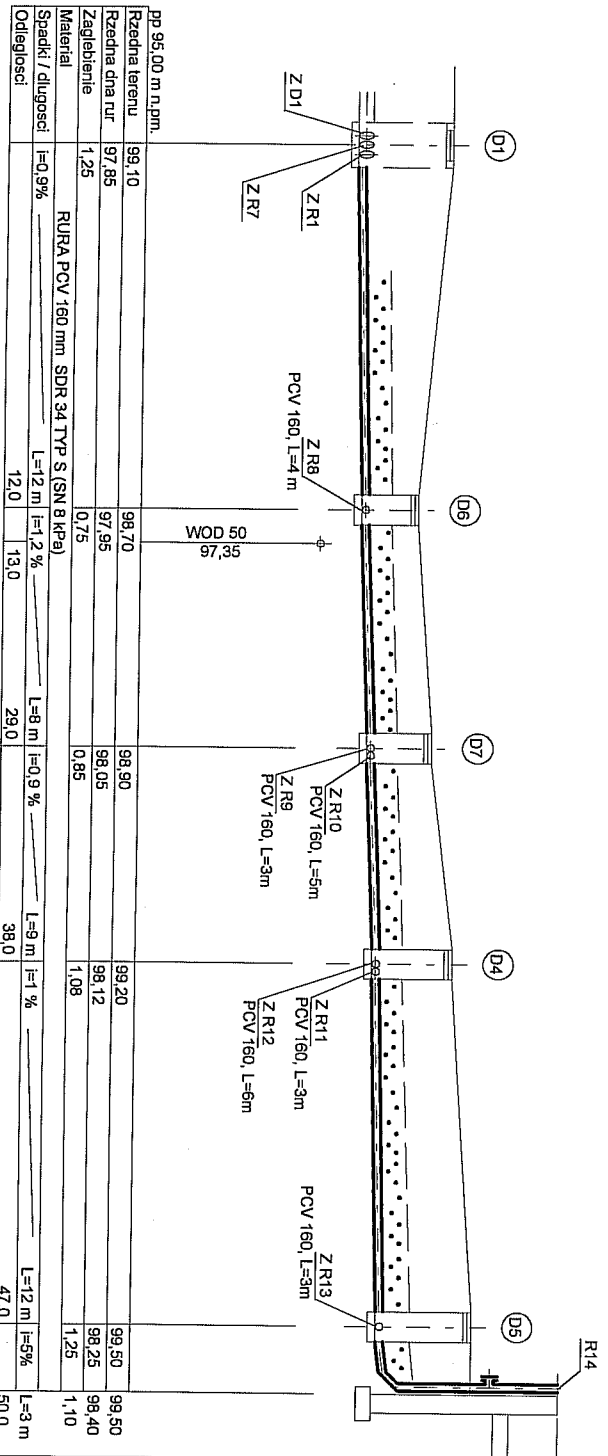 D1
D6
D7
D4
D5
R14
Z D1
Z R1
Z R7
Z R8
PCV 160, L=4 m
Z R10
PCV 160, L=5m
Z R9
PCV 160, L=3m
Z R11
PCV 160, L=3m
Z R12
PCV 160, L=6m
Z R13
PCV 160, L=3m
WOD 50
97,35
pp 95,00 m n.pm.
Rzedna terenu 99,10 98,70 98,90 99,20 99,50 99,50
Rzedna dna rur 97,85 97,95 98,05 98,12 98,25 98,40
Zaglebienie 1,25 0,75 0,85 1,08 1,25 1,10
Material RURA PCV 160 mm SDR 34 TYP S (SN 8 kPa)
Spadki / dlugosci i=0,9% L=12 m i=1,2 % L=8 m i=0,9 % L=9 m i=1 % L=12 m i=5% L=3 m
Odleglosci 12,0 13,0 29,0 38,0 47,0 50,0